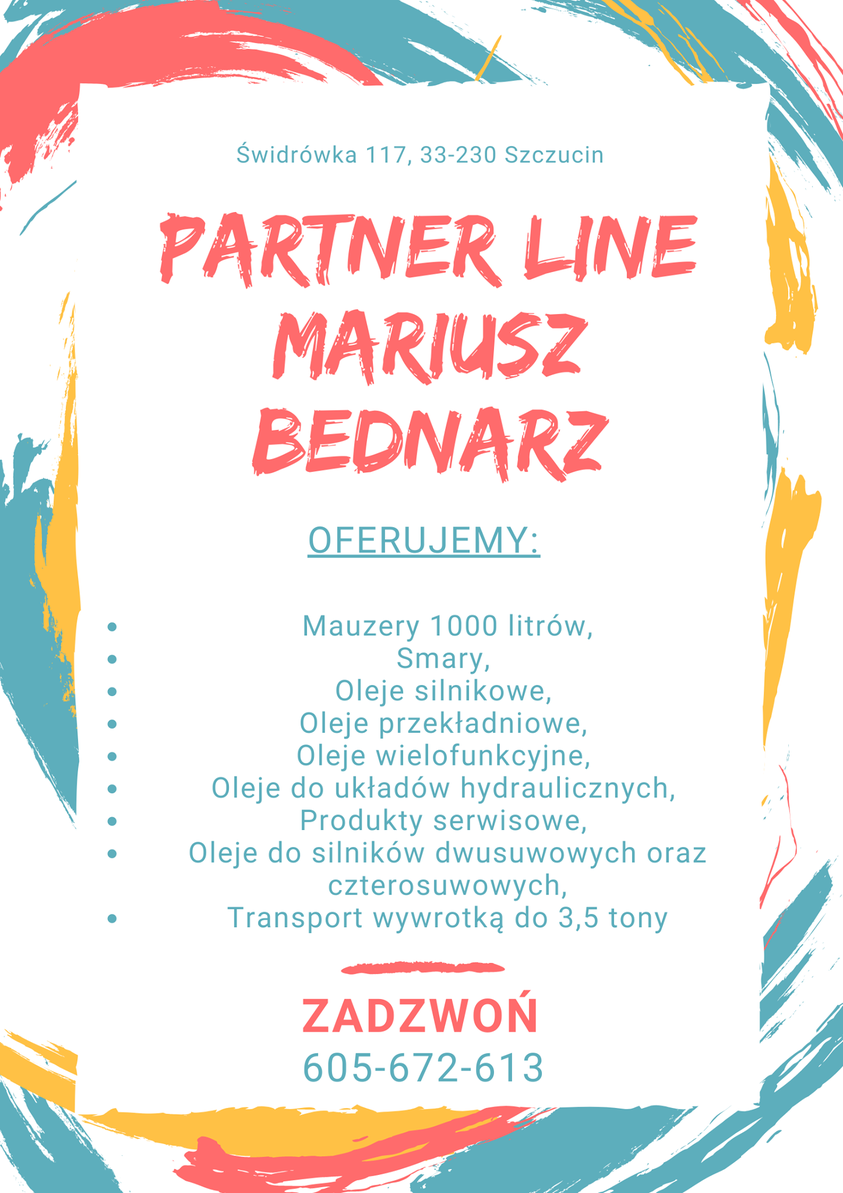 Świdrówka 117, 33-230 Szczucin
PARTNER LINE
MARIUSZ
BEDNARZ
OFERUJEMY:
• Mauzery 1000 litrów,
• Smary,
• Oleje silnikowe,
• Oleje przekładniowe,
• Oleje wielofunkcyjne,
• Oleje do układów hydraulicznych,
• Produkty serwisowe,
• Oleje do silników dwusuwowych oraz
czterosuwowych,
• Transport wywrotką do 3,5 tony
ZADZWOŃ
605-672-613